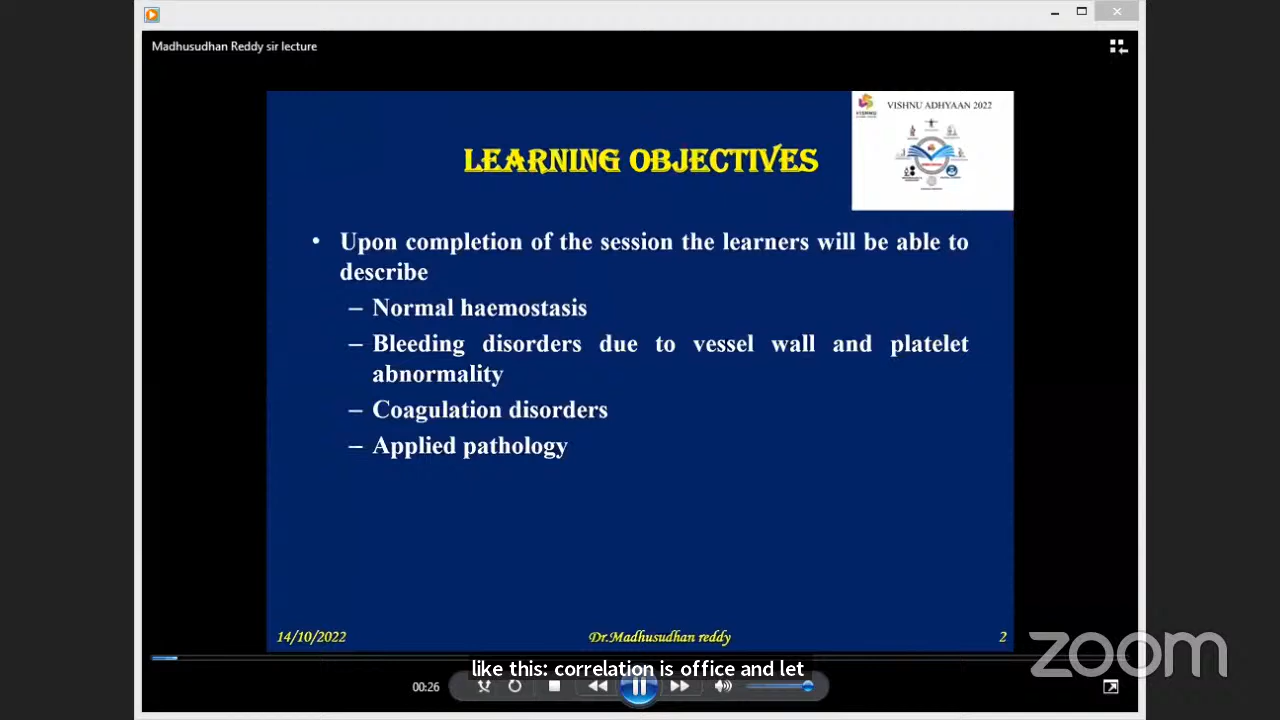 Madhusudhan Reddy sir lecture
VISHNU ADHYAAN 2022
LEARNING OBJECTIVES
• Upon completion of the session the learners will be able to
describe
– Normal haemostasis
– Bleeding disorders due to vessel wall and platelet
abnormality
– Coagulation disorders
– Applied pathology
14/10/2022
Dr.Madhusudhan reddy
2
zoom
like this: correlation is office and let
00:26